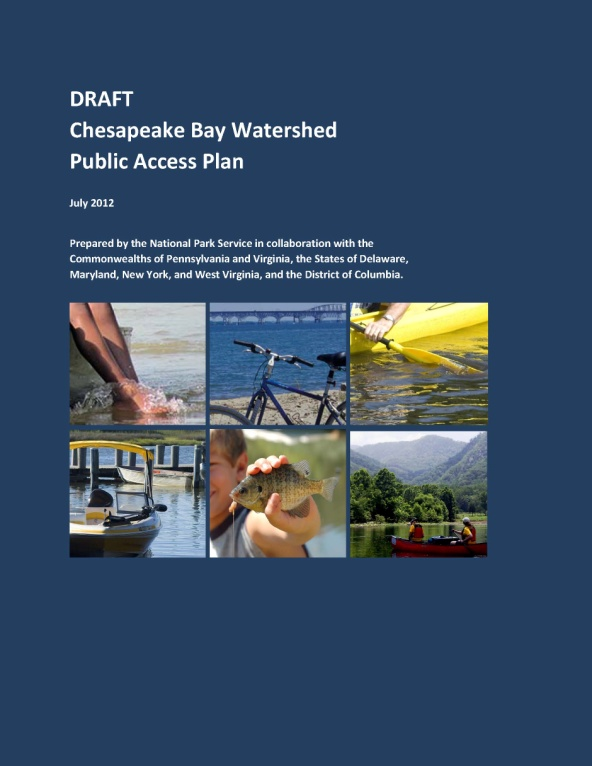 DRAFT
Chesapeake Bay Watershed
Public Access Plan
July 2012
Prepared by the National Park Service in collaboration with the
Commonwealths of Pennsylvania and Virginia, the States of Delaware,
Maryland, New York, and West Virginia, and the District of Columbia.